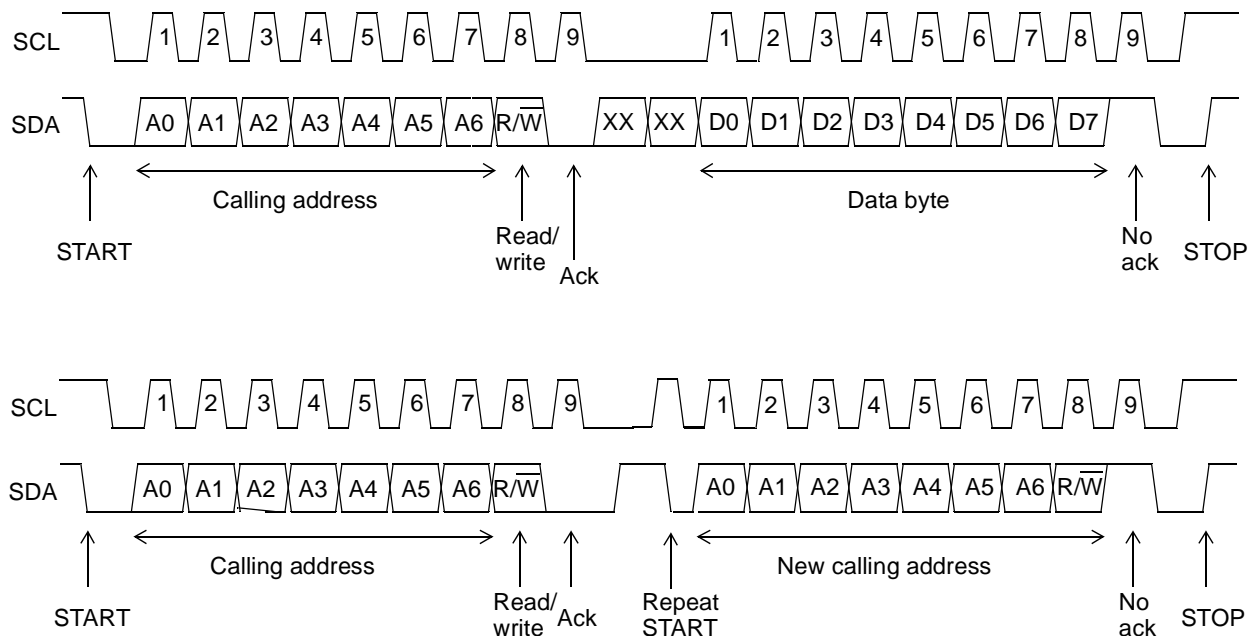 SCL 1 2 3 4 5 6 7 8 9 1 2 3 4 5 6 7 8 9
SDA A0 A1 A2 A3 A4 A5 A6 R/W̅ XX XX D0 D1 D2 D3 D4 D5 D6 D7
Calling address Data byte
START Read/ No STOP
write Ack ack
SCL 1 2 3 4 5 6 7 8 9 1 2 3 4 5 6 7 8 9
SDA A0 A1 A2 A3 A4 A5 A6 R/W̅ A0 A1 A2 A3 A4 A5 A6 R/W̅
Calling address New calling address
START Read/ Ack Repeat No STOP
write START ack